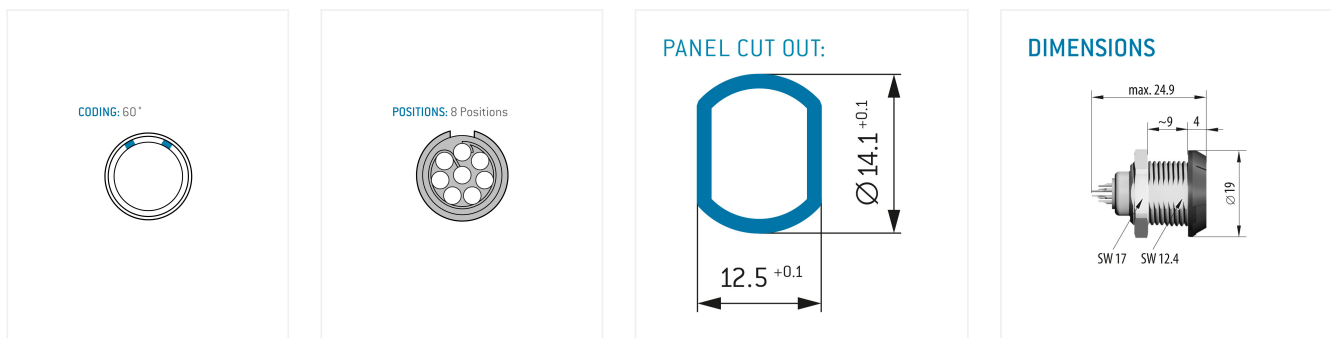 CODING: 60°
POSITIONS: 8 Positions
PANEL CUT OUT:
Ø 14.1 +0.1
12.5 +0.1
DIMENSIONS
max. 24.9
~9
4
Ø 19
SW 17
SW 12.4